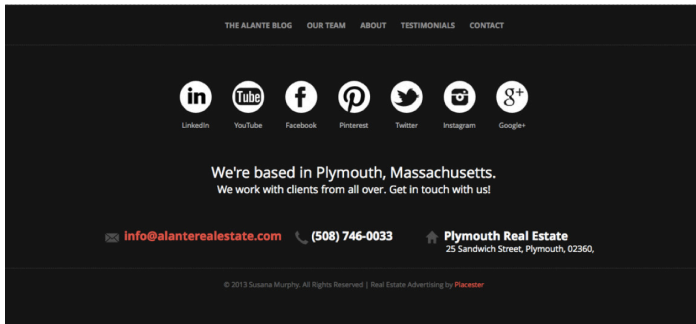 THE ALANTE BLOG OUR TEAM ABOUT TESTIMONIALS CONTACT
in Tube f P g+
LinkedIn YouTube Facebook Pinterest Twitter Instagram Google+
We're based in Plymouth, Massachusetts.
We work with clients from all over. Get in touch with us!
info@alanterealestate.com (508) 746-0033 Plymouth Real Estate
25 Sandwich Street, Plymouth, 02360,
© 2013 Susana Murphy. All Rights Reserved | Real Estate Advertising by Placester